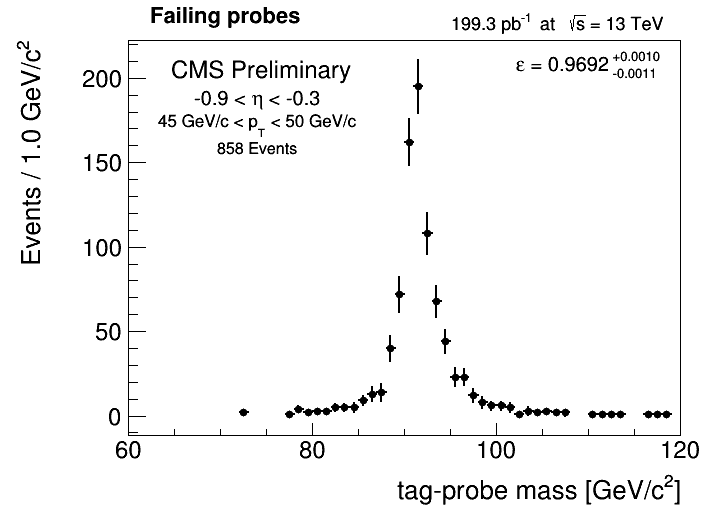 Failing probes
199.3 pb⁻¹ at √s = 13 TeV
CMS Preliminary
-0.9 < η < -0.3
45 GeV/c < p_T < 50 GeV/c
858 Events
ε = 0.9692 +0.0010 -0.0011
Events / 1.0 GeV/c²
200
150
100
50
0
60 80 100 120
tag-probe mass [GeV/c²]